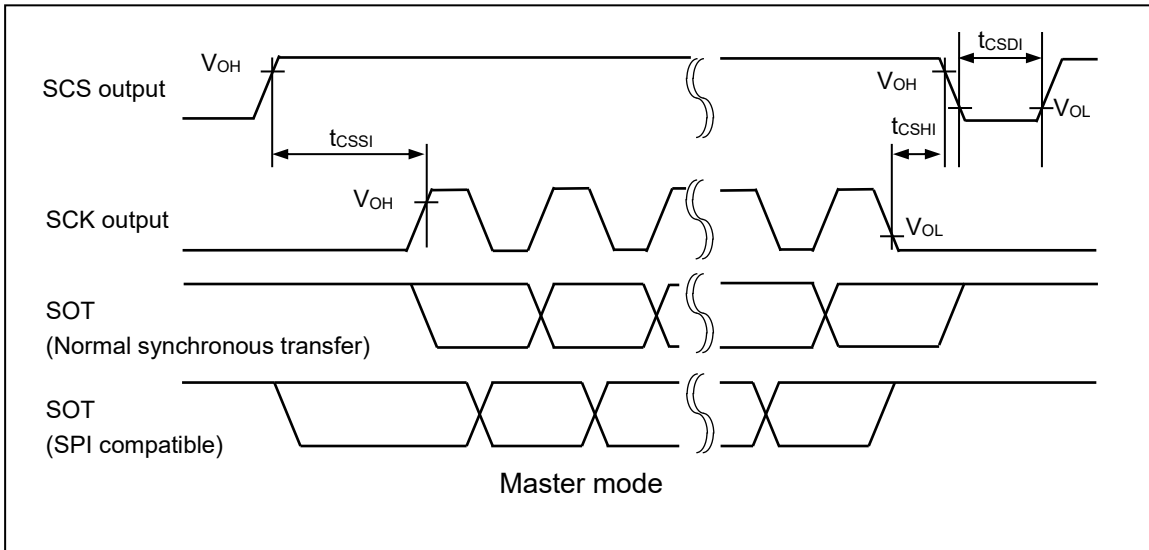 tCSDI
VOH
SCS output
VOH
VOL
tCSHI
tCSSI
VOH
SCK output
VOL
SOT
(Normal synchronous transfer)
SOT
(SPI compatible)
Master mode